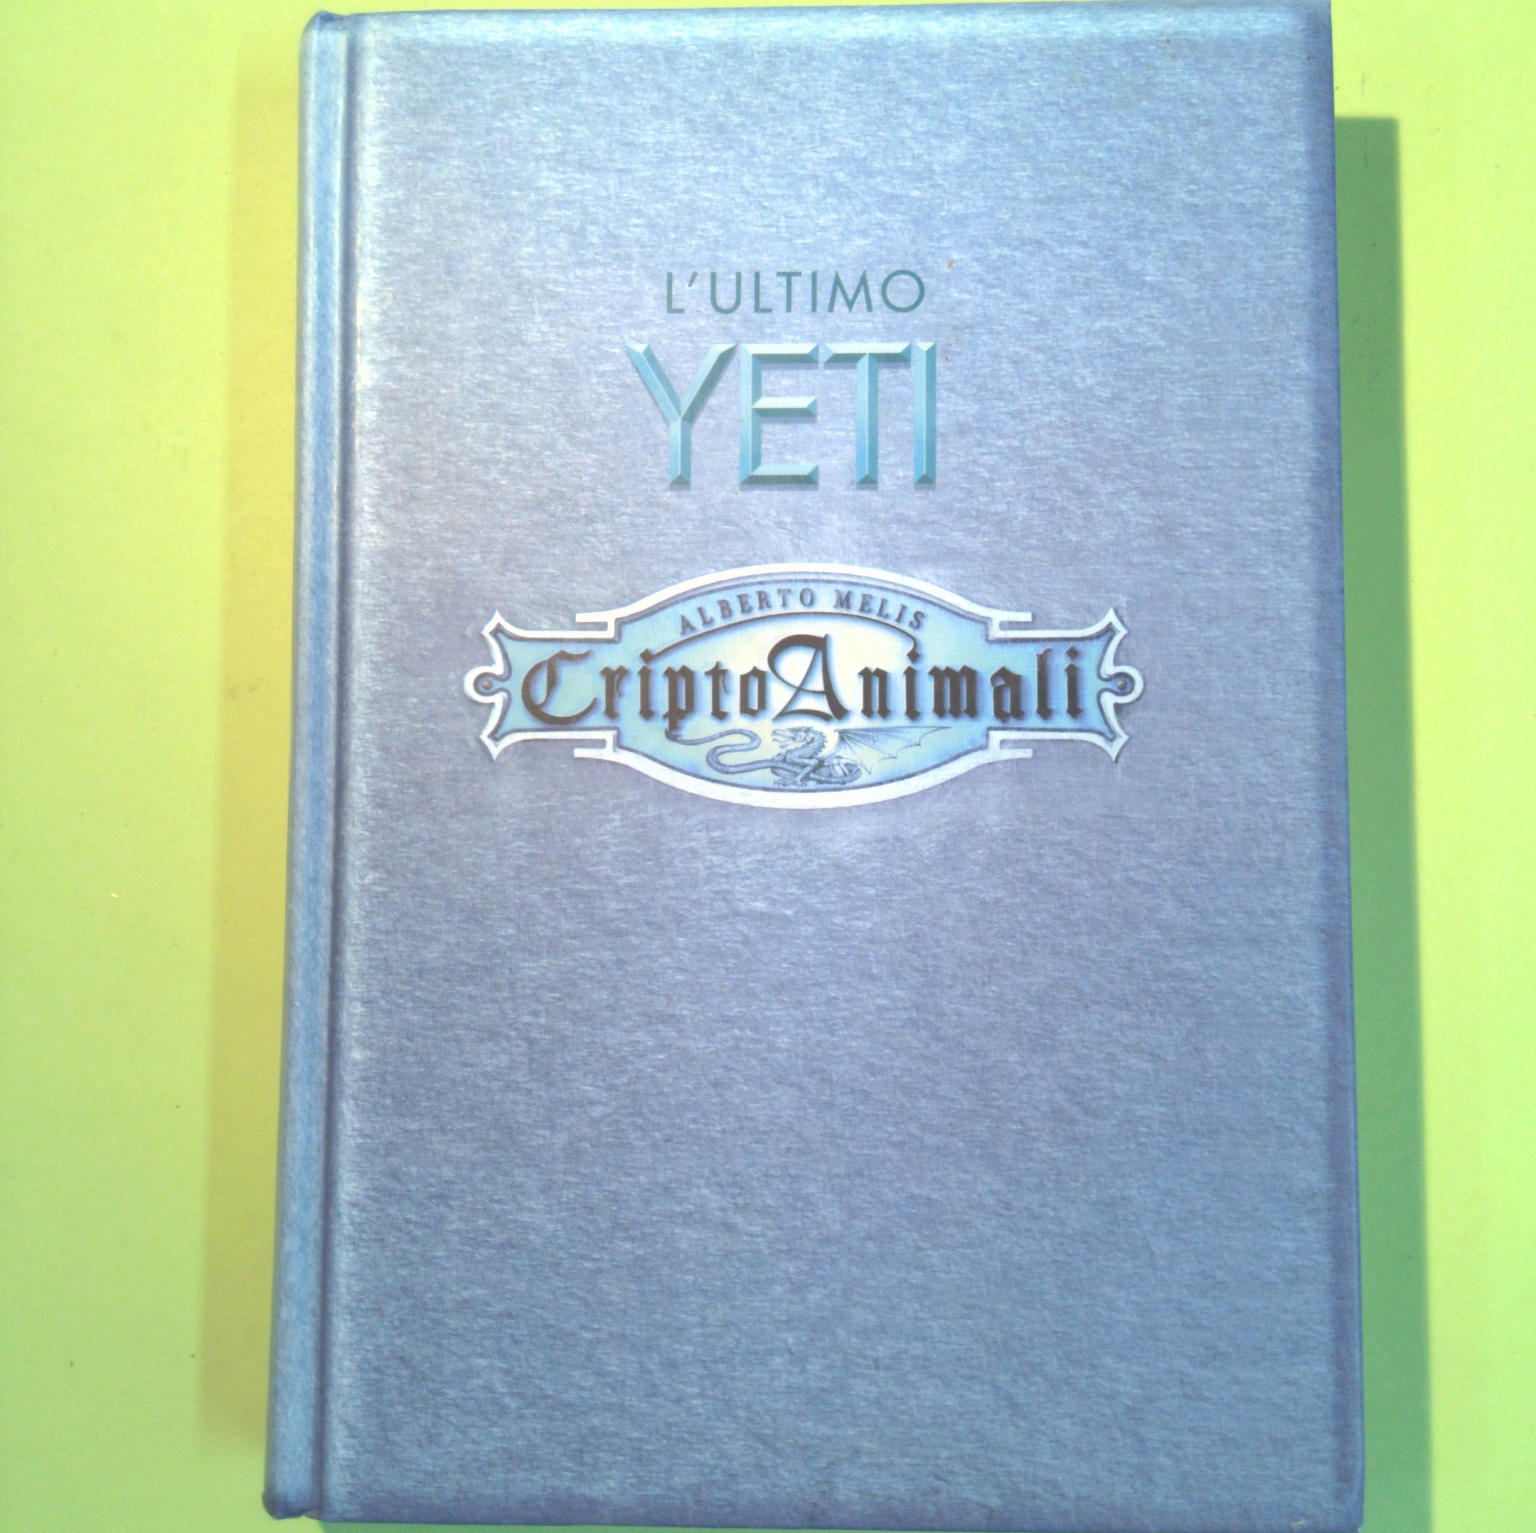 L'ULTIMO
YETI
ALBERTO MELIS
CriptoAnimali